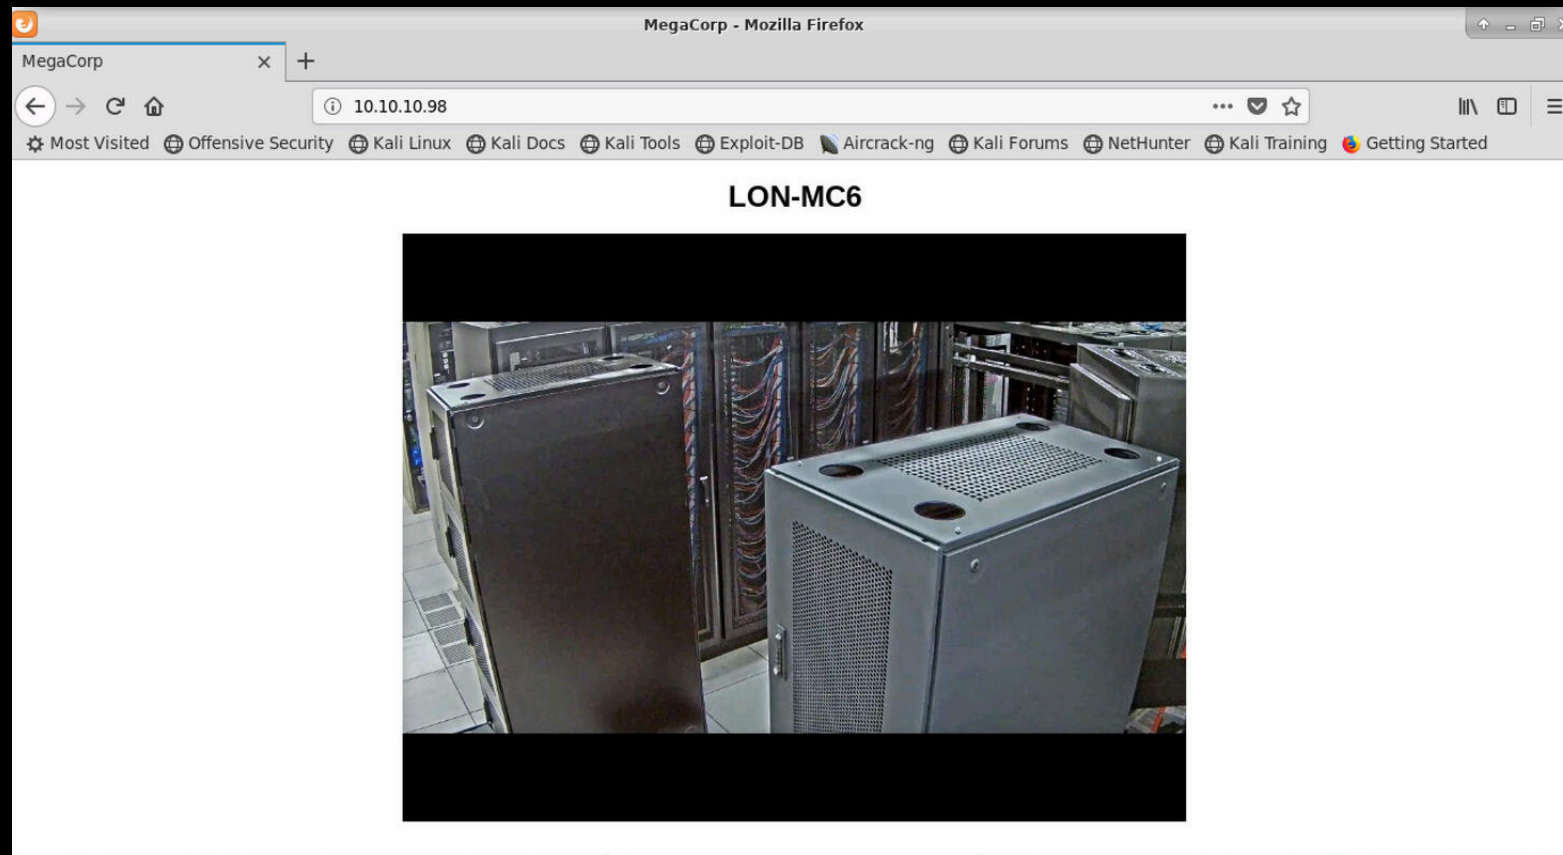 MegaCorp - Mozilla Firefox
MegaCorp
10.10.10.98
Most Visited Offensive Security Kali Linux Kali Docs Kali Tools Exploit-DB Aircrack-ng Kali Forums NetHunter Kali Training Getting Started
LON-MC6